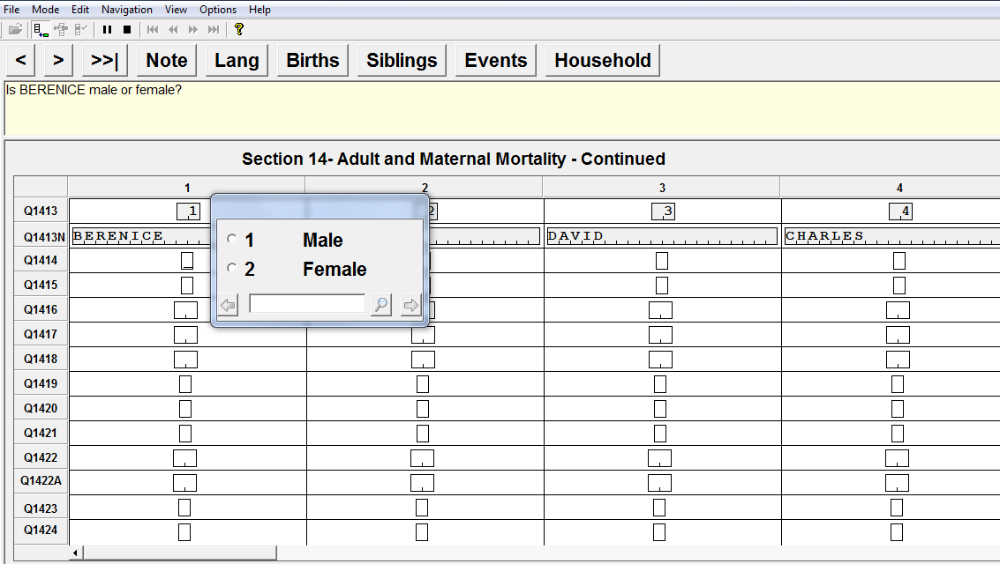 File Mode Edit Navigation View Options Help
< > >>| Note Lang Births Siblings Events Household
Is BERENICE male or female?
Section 14- Adult and Maternal Mortality - Continued
1 2 3 4
Q1413 1 2 3 4
Q1413N BERENICE DAVID CHARLES
1 Male
2 Female
Q1414
Q1415
Q1416
Q1417
Q1418
Q1419
Q1420
Q1421
Q1422
Q1422A
Q1423
Q1424